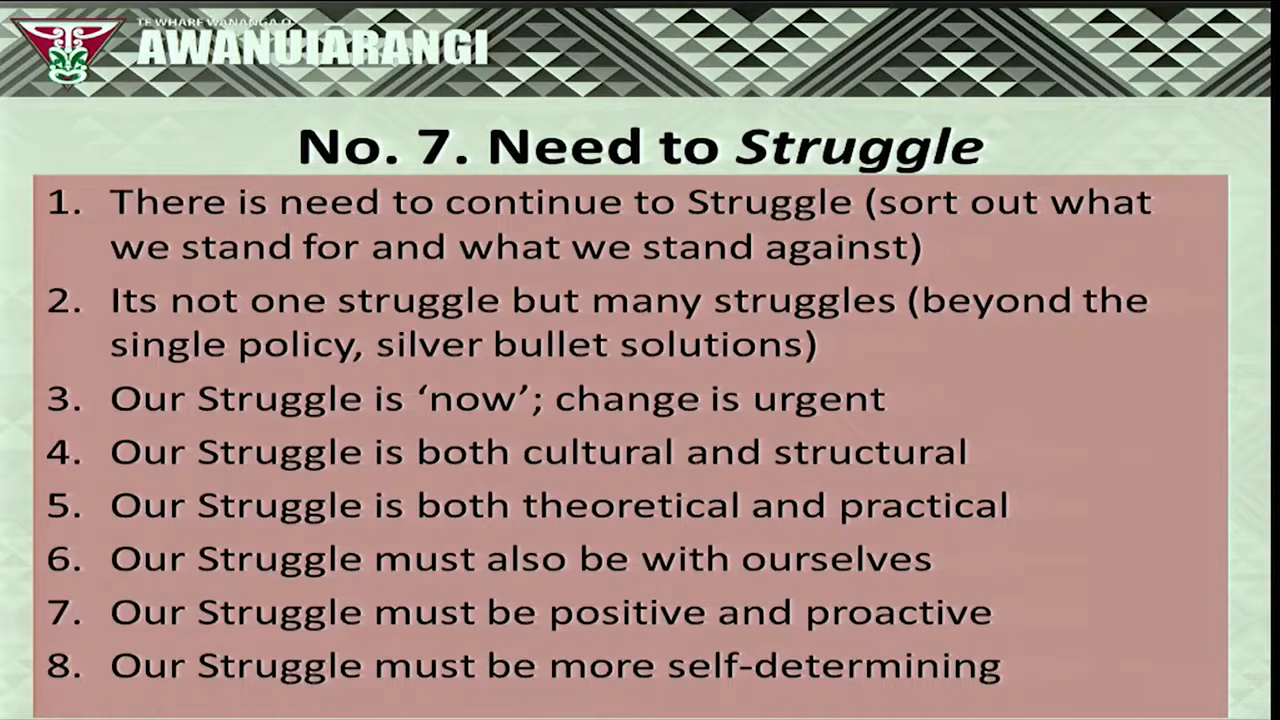 TE WHARE WANANGA O
AWANUIARANGI
No. 7. Need to Struggle
1. There is need to continue to Struggle (sort out what
we stand for and what we stand against)
2. Its not one struggle but many struggles (beyond the
single policy, silver bullet solutions)
3. Our Struggle is ‘now’; change is urgent
4. Our Struggle is both cultural and structural
5. Our Struggle is both theoretical and practical
6. Our Struggle must also be with ourselves
7. Our Struggle must be positive and proactive
8. Our Struggle must be more self-determining